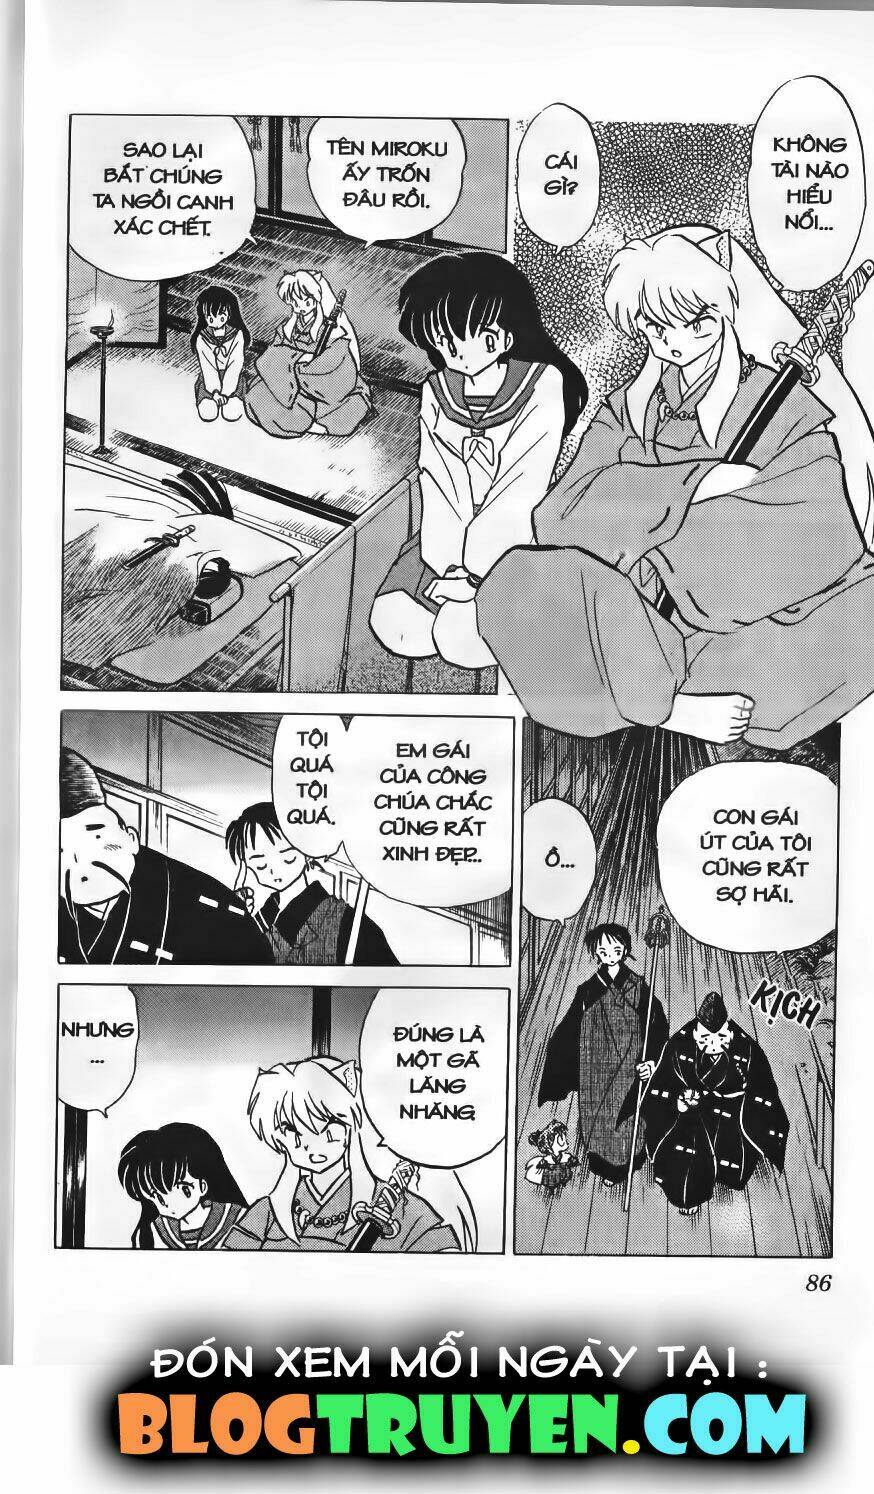 KHÔNG
TÀI NÀO
HIỂU
NỔI...
CÁI
GÌ?
TÊN MIROKU
ẤY TRỐN
ĐÂU RỒI.
SAO LẠI
BẮT CHÚNG
TA NGỒI CANH
XÁC CHẾT.
CON GÁI
ÚT CỦA TÔI
CŨNG RẤT
SỢ HÃI.
Ồ...
KỊCH
EM GÁI
CỦA CÔNG
CHÚA CHẮC
CŨNG RẤT
XINH ĐẸP...
TỘI
QUÁ
TỘI
QUÁ.
ĐÚNG LÀ
MỘT GÃ
LĂNG
NHĂNG.
NHƯNG
...
86
ĐÓN XEM MỖI NGÀY TẠI :
BLOGTRUYEN.COM